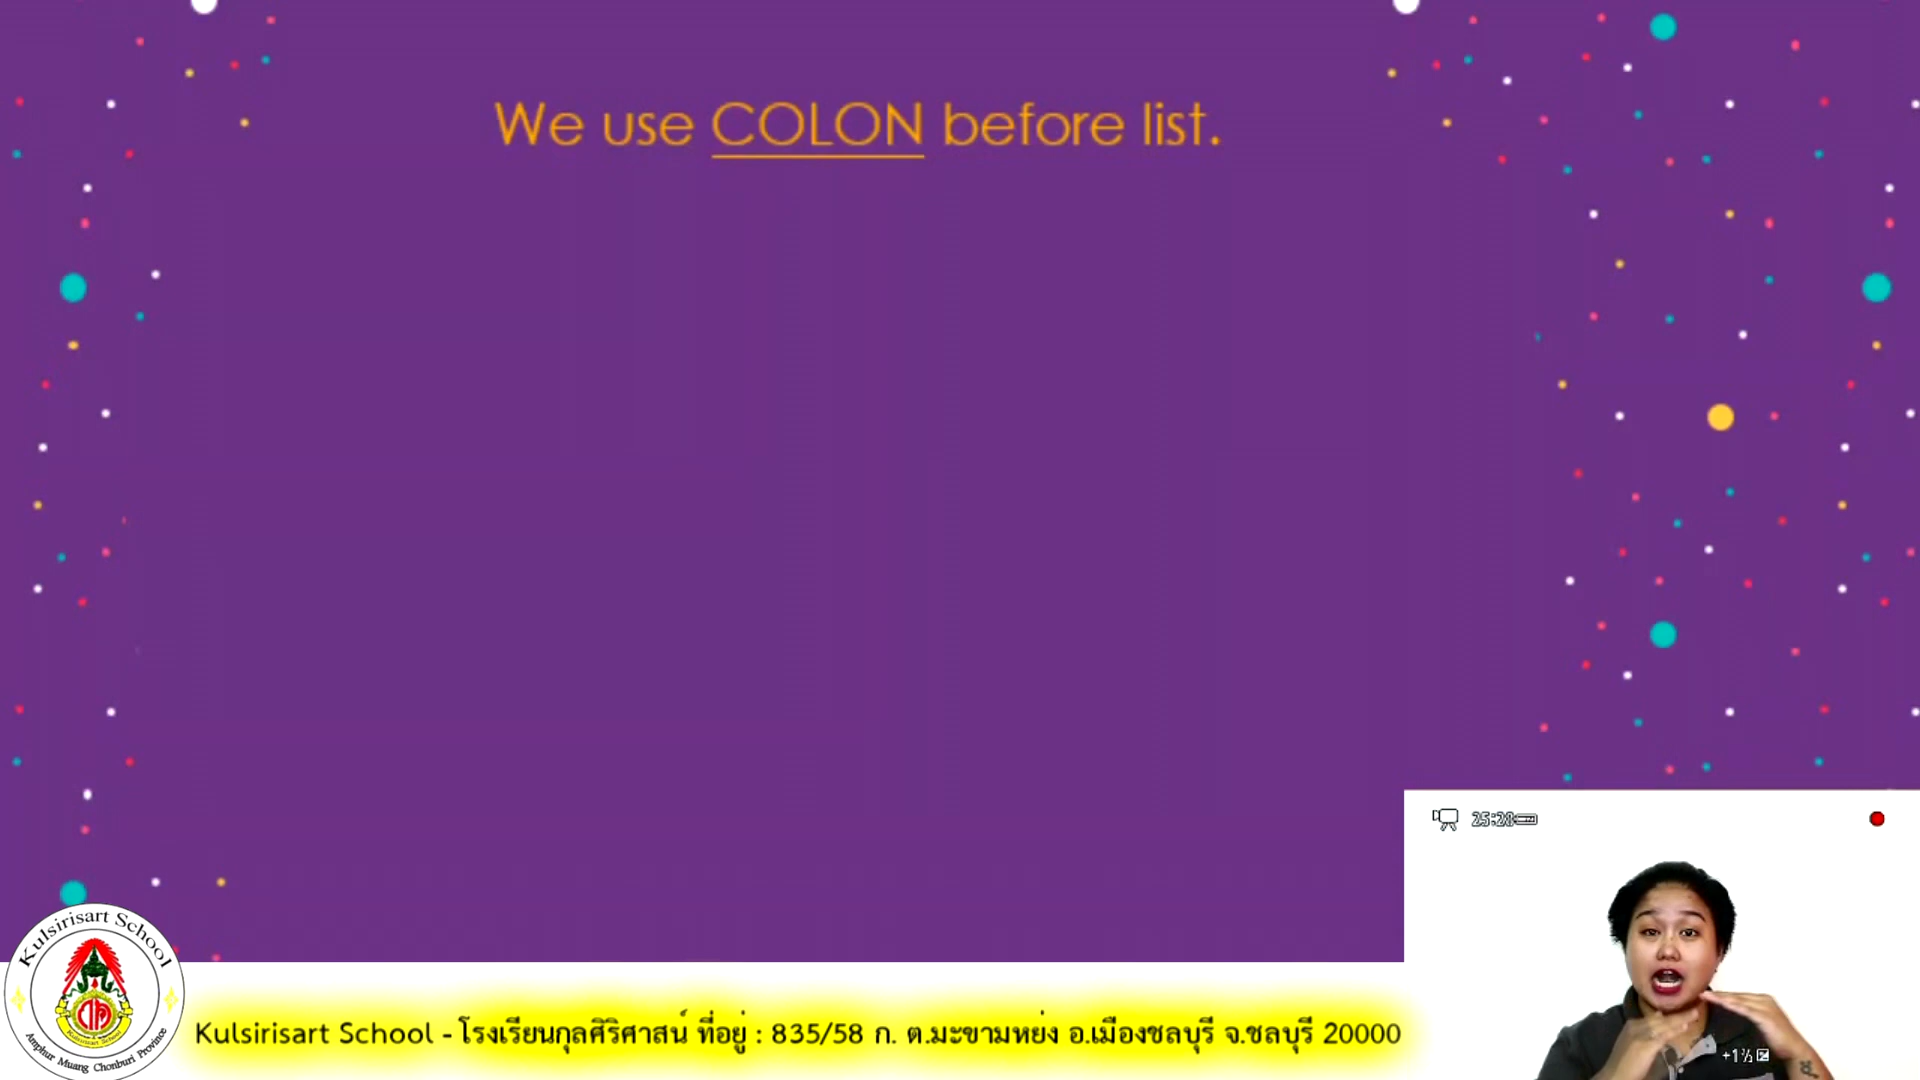 We use COLON before list.
25:28
Kulsirisart School
Amphur Muang Chonburi Province
Kulsirisart School - โรงเรียนกุลศิริศาสน์ ที่อยู่ : 835/58 ก. ต.มะขามหย่ง อ.เมืองชลบุรี จ.ชลบุรี 20000
+1⅓